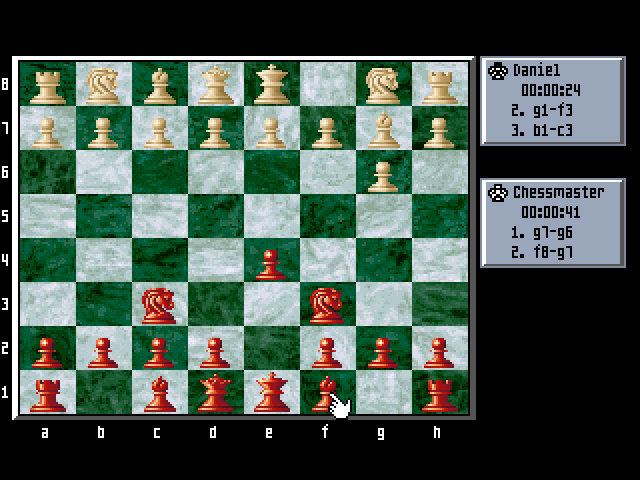 8
7
6
5
4
3
2
1
a b c d e f g h
Daniel
00:00:24
2. g1-f3
3. b1-c3
Chessmaster
00:00:41
1. g7-g6
2. f8-g7